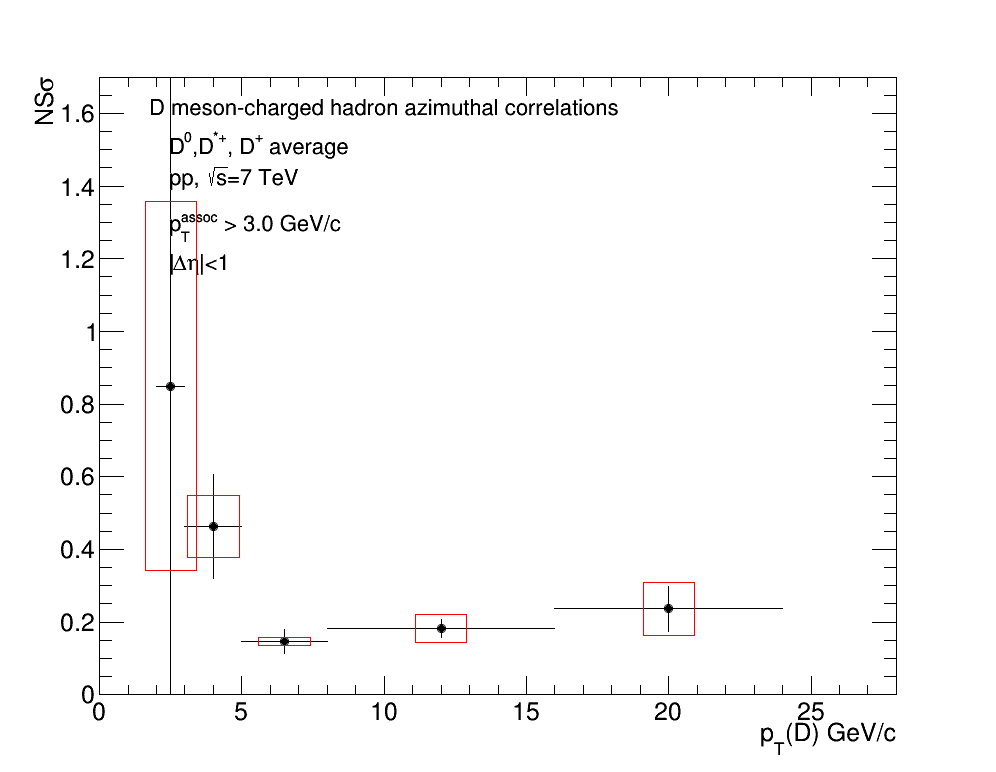 NSσ
D meson-charged hadron azimuthal correlations
D⁰,D*⁺, D⁺ average
pp, √s=7 TeV
p_T^assoc > 3.0 GeV/c
|Δη|<1
1.6
1.4
1.2
1
0.8
0.6
0.4
0.2
0
0 5 10 15 20 25
p_T(D) GeV/c